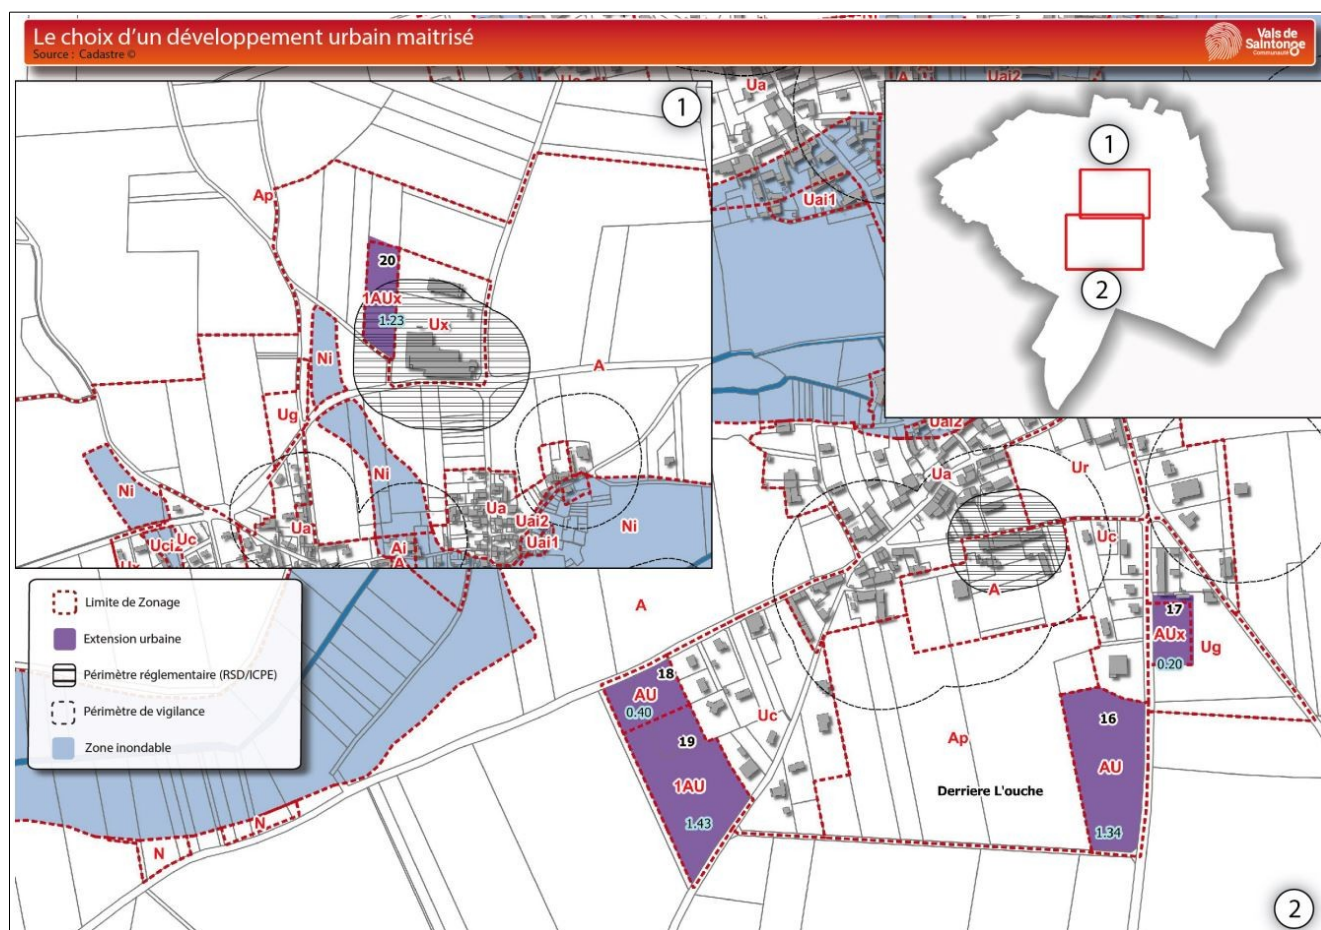 Le choix d'un développement urbain maitrisé
Source : Cadastre ©
Vals de
Saintonge
Communauté
Ua
A
Uai2
1
Uai1
1
2
Ap
20
1AUx
1.23
Ux
Ni
A
Ug
Ni
Ni
Ua
Uai2
Uai1
Ni
Ua
Uc
Uci2
Ux
Ai
A
Uai2
Ua
Ur
Uc
A
A
Limite de Zonage
Extension urbaine
Périmètre réglementaire (RSD/ICPE)
Périmètre de vigilance
Zone inondable
17
AUx
Ug
0.20
18
AU
0.40
Uc
19
1AU
1.43
Ap
Derriere L'ouche
16
AU
1.34
N
N
2